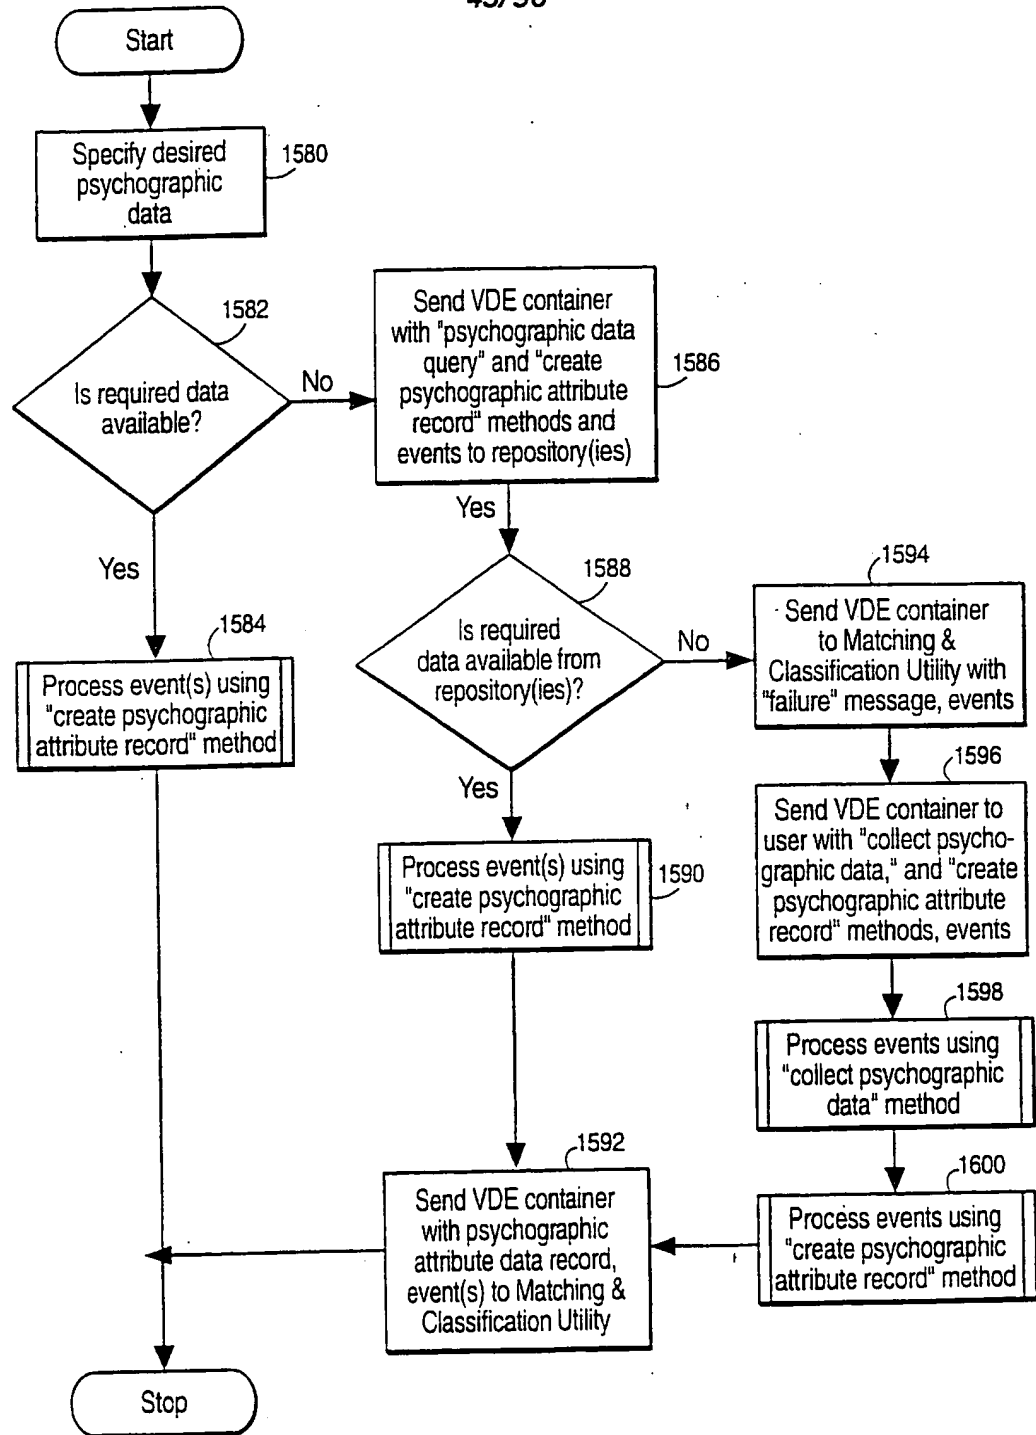 Start
Specify desired
psychographic
data
1580
1582
Is required data
available?
No
Yes
Send VDE container
with "psychographic data
query" and "create
psychographic attribute
record" methods and
events to repository(ies)
1586
Yes
1584
Process event(s) using
"create psychographic
attribute record" method
1588
Is required
data available from
repository(ies)?
No
Yes
1594
Send VDE container
to Matching &
Classification Utility with
"failure" message, events
1596
Send VDE container to
user with "collect psycho-
graphic data," and "create
psychographic attribute
record" methods, events
Process event(s) using
"create psychographic
attribute record" method
1590
1598
Process events using
"collect psychographic
data" method
1600
Process events using
"create psychographic
attribute record" method
1592
Send VDE container
with psychographic
attribute data record,
event(s) to Matching &
Classification Utility
Stop